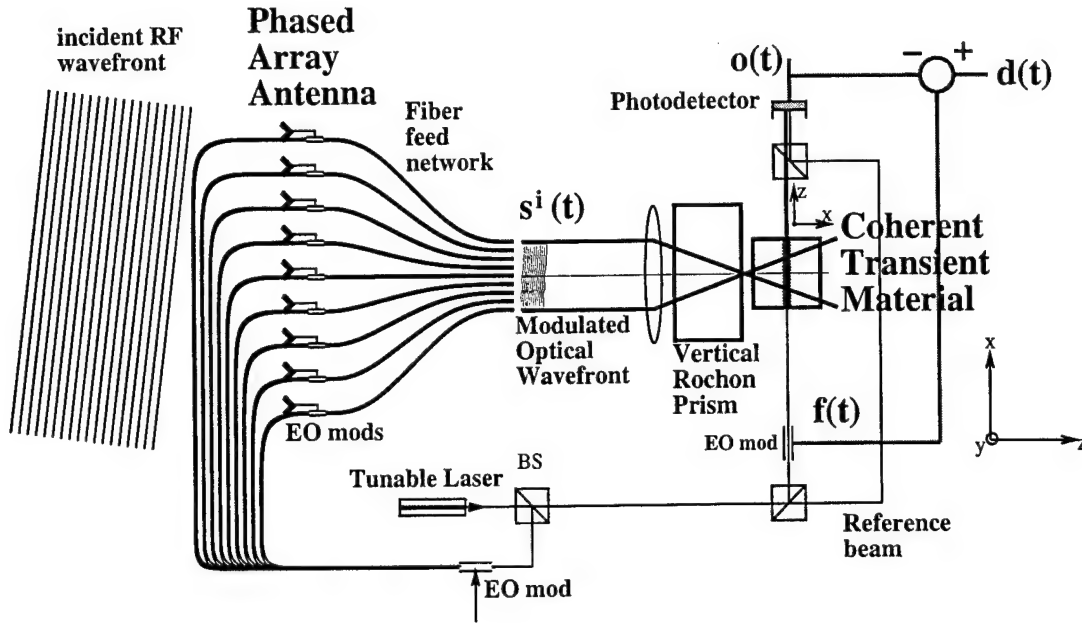 incident RF
wavefront
Phased
Array
Antenna
Fiber
feed
network
EO mods
s^i (t)
Modulated
Optical
Wavefront
Vertical
Rochon
Prism
o(t)
Photodetector
− +
d(t)
z
x
Coherent
Transient
Material
f(t)
EO mod
x
y
z
BS
Tunable Laser
Reference
beam
EO mod